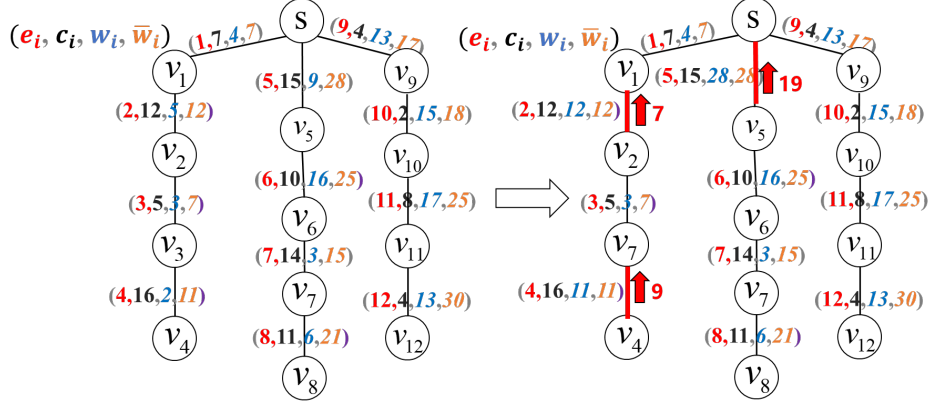 (e_i, c_i, w_i, w̅_i)
(1,7,4,7)
S
(9,4,13,17)
v_1
v_9
(5,15,9,28)
(2,12,5,12)
(10,2,15,18)
v_5
v_2
v_10
(6,10,16,25)
(3,5,3,7)
(11,8,17,25)
v_6
v_3
v_11
(7,14,3,15)
(4,16,2,11)
v_7
(12,4,13,30)
v_4
(8,11,6,21)
v_12
v_8
(e_i, c_i, w_i, w̅_i)
(1,7,4,7)
S
(9,4,13,17)
v_1
v_9
(5,15,28,28)
19
(2,12,12,12)
7
(10,2,15,18)
v_5
v_2
v_10
(6,10,16,25)
(3,5,3,7)
(11,8,17,25)
v_6
v_7
v_11
(7,14,3,15)
(4,16,11,11)
9
v_7
(12,4,13,30)
v_4
(8,11,6,21)
v_12
v_8